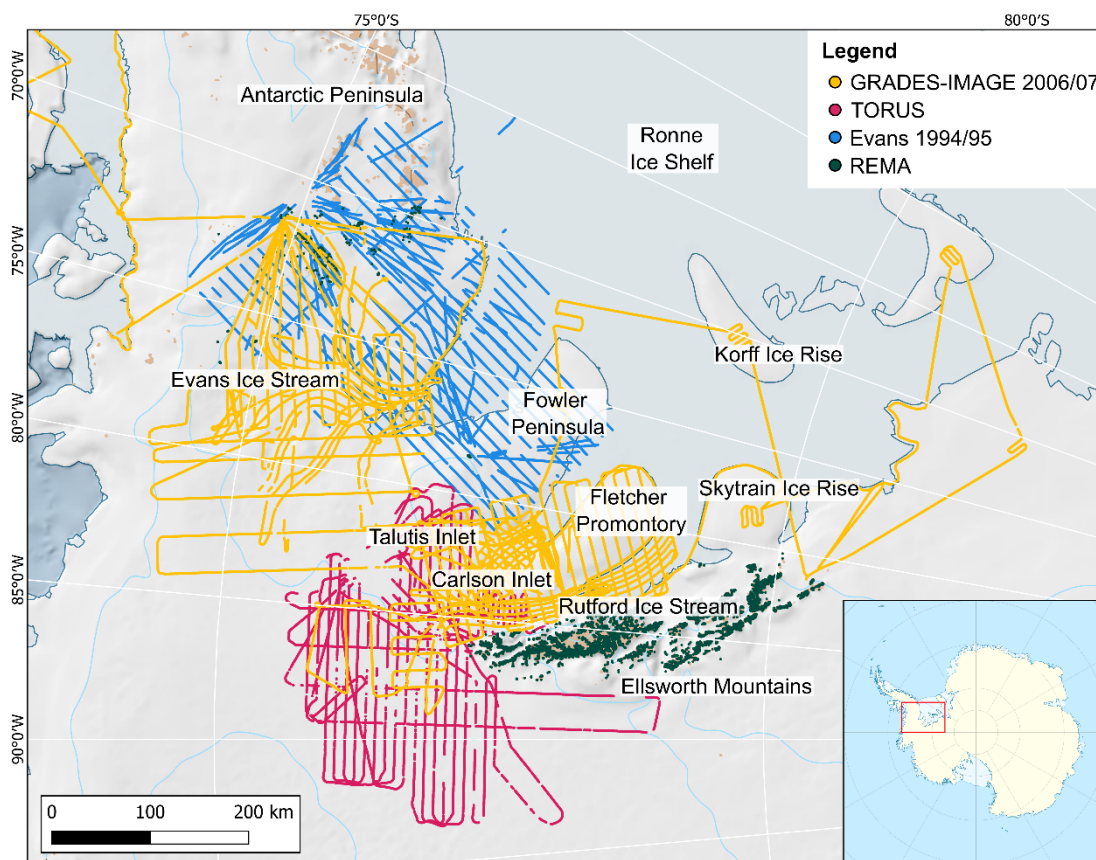 75°0'S
80°0'S
70°0'W
75°0'W
80°0'W
85°0'W
90°0'W
Legend
GRADES-IMAGE 2006/07
TORUS
Evans 1994/95
REMA
Antarctic Peninsula
Ronne
Ice Shelf
Korff Ice Rise
Evans Ice Stream
Fowler
Peninsula
Skytrain Ice Rise
Fletcher
Promontory
Talutis Inlet
Carlson Inlet
Rutford Ice Stream
Ellsworth Mountains
0 100 200 km